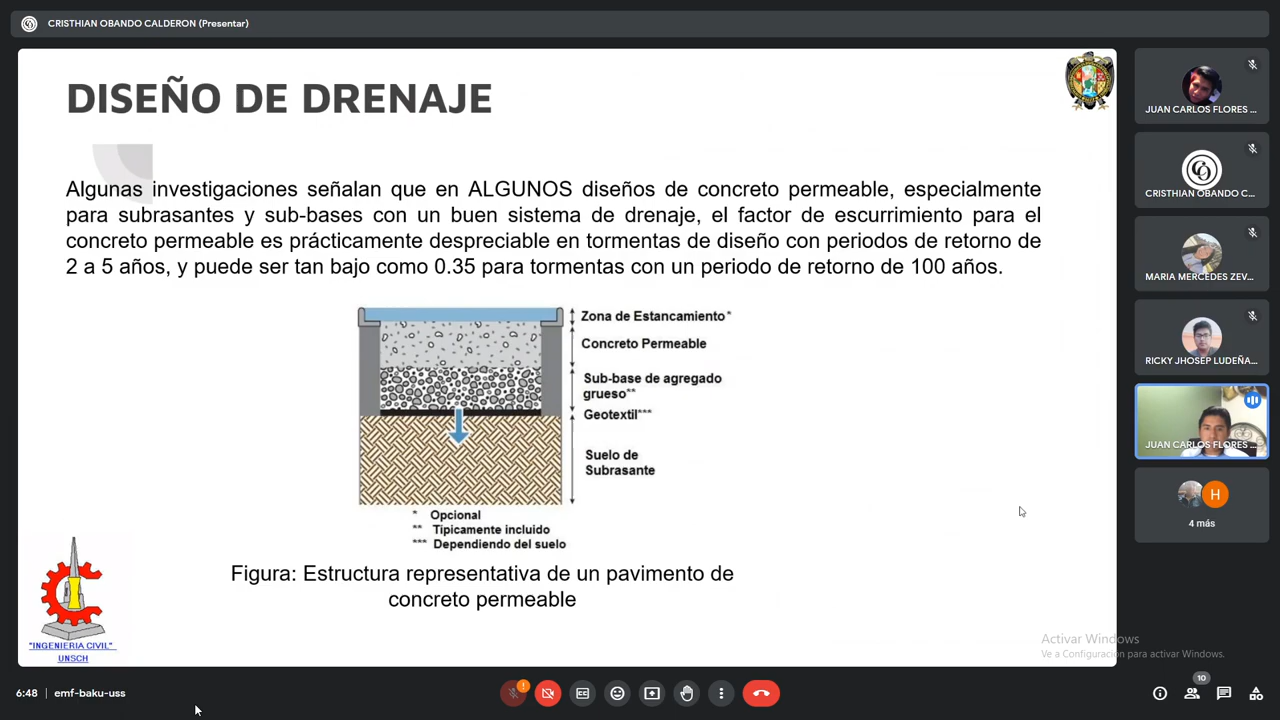 CRISTHIAN OBANDO CALDERON (Presentar)
DISEÑO DE DRENAJE
Algunas investigaciones señalan que en ALGUNOS diseños de concreto permeable, especialmente
para subrasantes y sub-bases con un buen sistema de drenaje, el factor de escurrimiento para el
concreto permeable es prácticamente despreciable en tormentas de diseño con periodos de retorno de
2 a 5 años, y puede ser tan bajo como 0.35 para tormentas con un periodo de retorno de 100 años.
Zona de Estancamiento*
Concreto Permeable
Sub-base de agregado
grueso**
Geotextil***
Suelo de
Subrasante
* Opcional
** Tipicamente incluido
*** Dependiendo del suelo
Figura: Estructura representativa de un pavimento de
concreto permeable
"INGENIERIA CIVIL"
UNSCH
JUAN CARLOS FLORES ...
CRISTHIAN OBANDO C...
MARIA MERCEDES ZEV...
RICKY JHOSEP LUDEÑA...
JUAN CARLOS FLORES ...
H
4 más
Activar Windows
Ve a Configuración para activar Windows.
6:48 | emf-baku-uss
10